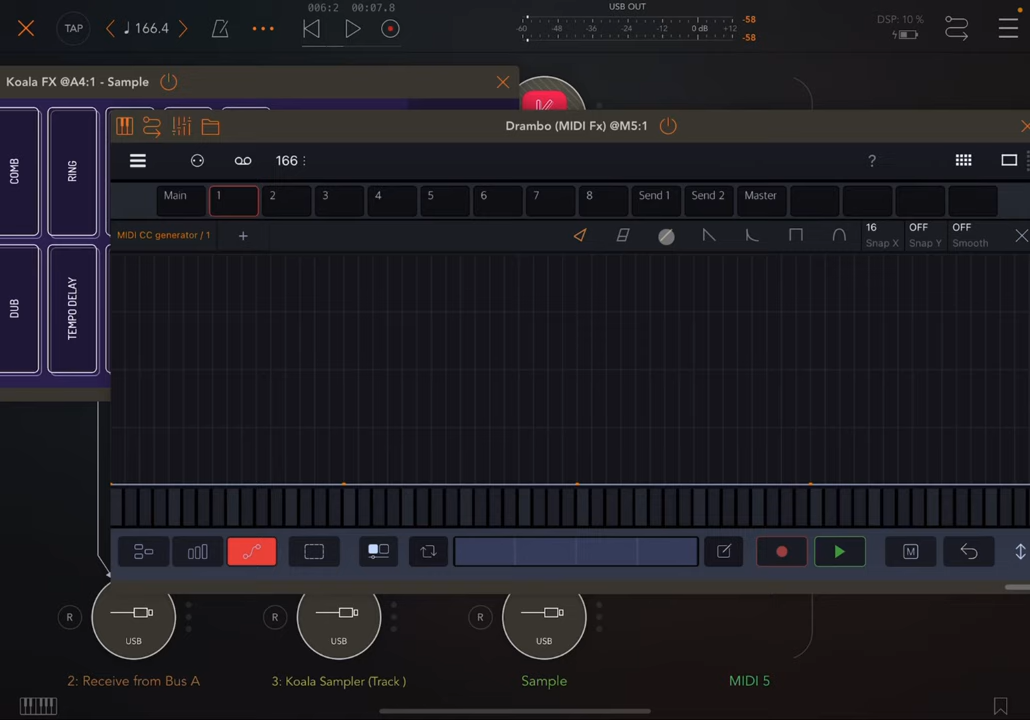 006:2 00:07.8
TAP
♩166.4
USB OUT
-60 -48 -36 -24 -12 0 dB +12
-58
-58
DSP: 10 %
Koala FX @A4:1 - Sample
Drambo (MIDI Fx) @M5:1
166
?
COMB
RING
DUB
TEMPO DELAY
Main 1 2 3 4 5 6 7 8 Send 1 Send 2 Master
MIDI CC generator / 1
+
16
Snap X
OFF
Snap Y
OFF
Smooth
M
R
USB
R
USB
R
USB
2: Receive from Bus A
3: Koala Sampler (Track )
Sample
MIDI 5